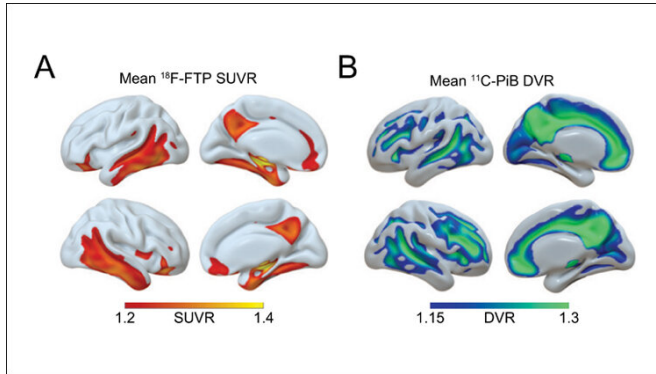 A
Mean ¹⁸F-FTP SUVR
1.2 SUVR 1.4
B
Mean ¹¹C-PiB DVR
1.15 DVR 1.3